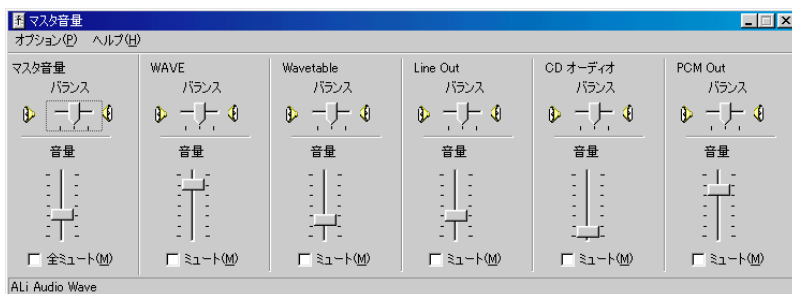 マスタ音量
オプション(P) ヘルプ(H)
マスタ音量 WAVE Wavetable Line Out CD オーディオ PCM Out
バランス バランス バランス バランス バランス バランス
音量 音量 音量 音量 音量 音量
全ミュート(M) ミュート(M) ミュート(M) ミュート(M) ミュート(M) ミュート(M)
ALi Audio Wave